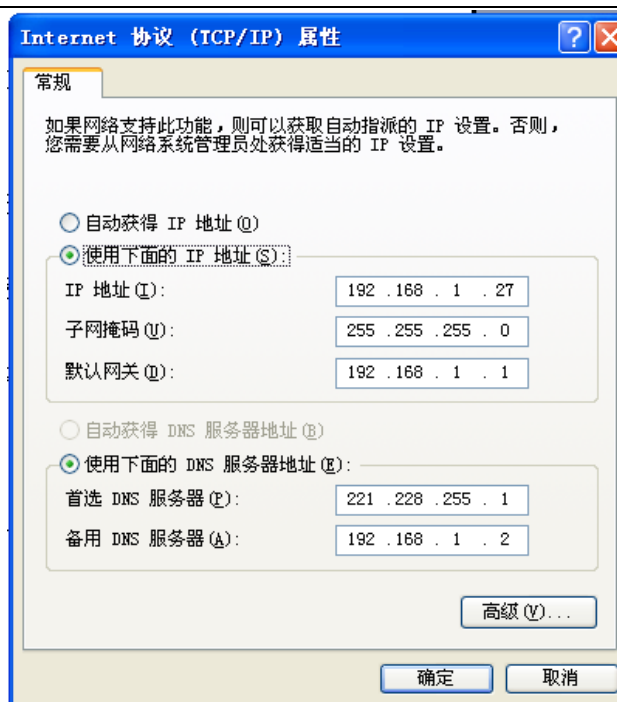 Internet 协议 (TCP/IP) 属性
常规
如果网络支持此功能，则可以获取自动指派的 IP 设置。否则，
您需要从网络系统管理员处获得适当的 IP 设置。
自动获得 IP 地址(O)
使用下面的 IP 地址(S):
IP 地址(I): 192 .168 . 1 . 27
子网掩码(U): 255 .255 .255 . 0
默认网关(D): 192 .168 . 1 . 1
自动获得 DNS 服务器地址(B)
使用下面的 DNS 服务器地址(E):
首选 DNS 服务器(P): 221 .228 .255 . 1
备用 DNS 服务器(A): 192 .168 . 1 . 2
高级(V)...
确定 取消